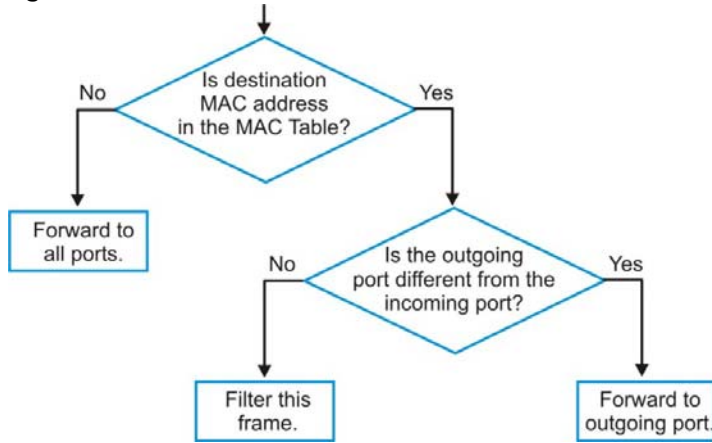 No
Is destination
MAC address
in the MAC Table?
Yes
Forward to
all ports.
No
Is the outgoing
port different from the
incoming port?
Yes
Filter this
frame.
Forward to
outgoing port.